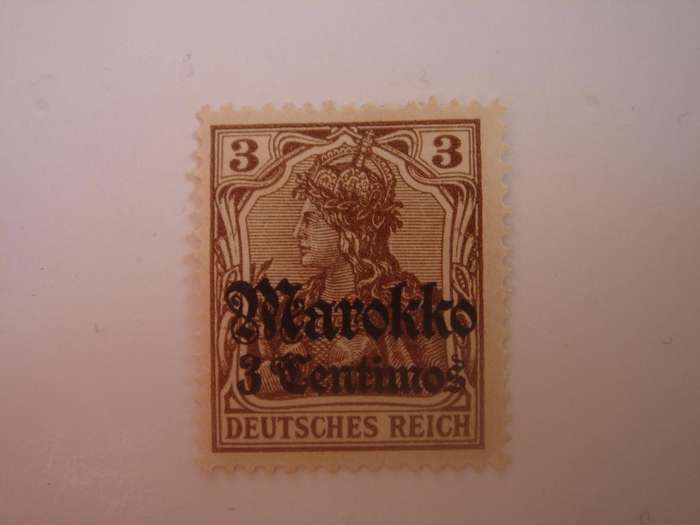 3 3
Marokko
3 Centimos
DEUTSCHES REICH